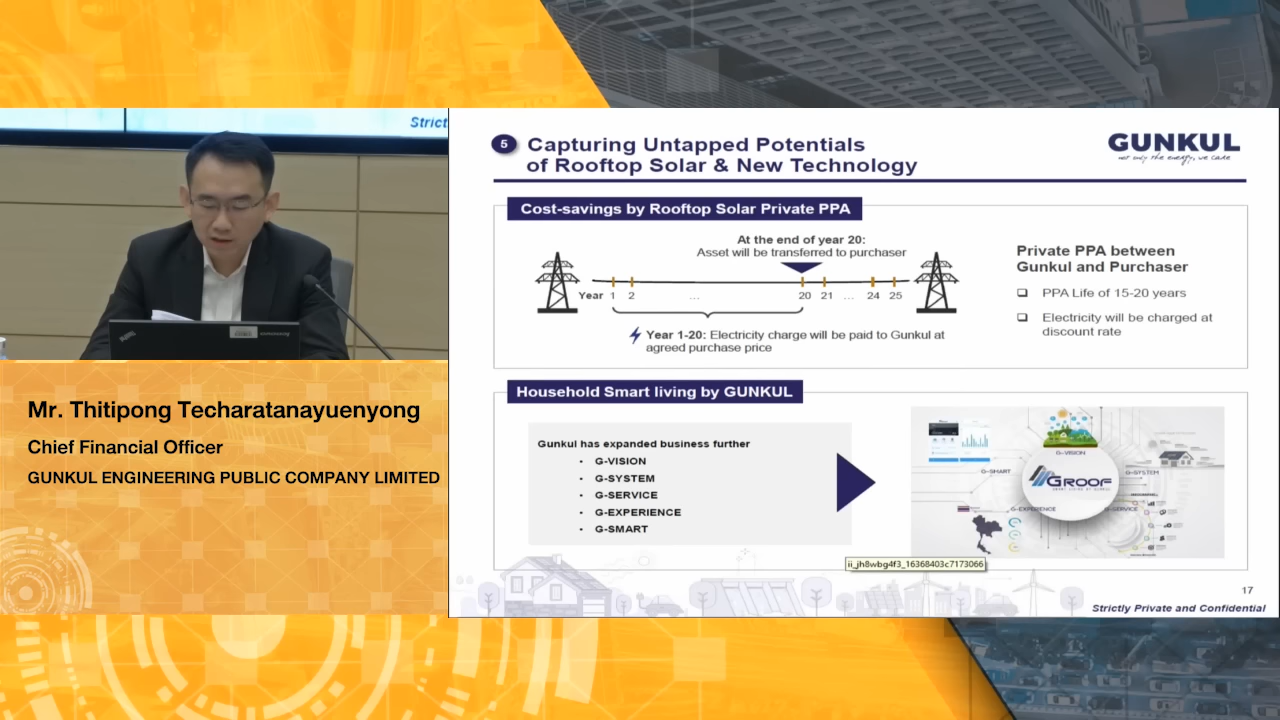 Strict
5
Capturing Untapped Potentials
of Rooftop Solar & New Technology
GUNKUL
not only the energy, we care
Cost-savings by Rooftop Solar Private PPA
At the end of year 20:
Asset will be transferred to purchaser
Year 1 2 ... 20 21 ... 24 25
Year 1-20: Electricity charge will be paid to Gunkul at
agreed purchase price
Private PPA between
Gunkul and Purchaser
PPA Life of 15-20 years
Electricity will be charged at
discount rate
Mr. Thitipong Techaratanayuenyong
Chief Financial Officer
GUNKUL ENGINEERING PUBLIC COMPANY LIMITED
Household Smart living by GUNKUL
Gunkul has expanded business further
• G-VISION
• G-SYSTEM
• G-SERVICE
• G-EXPERIENCE
• G-SMART
G-VISION
G-SMART
G-SYSTEM
GROOF
SMART LIVING BY GUNKUL
G-EXPERIENCE
G-SERVICE
ii_jh8wbg4f3_16368403c7173066
17
Strictly Private and Confidential